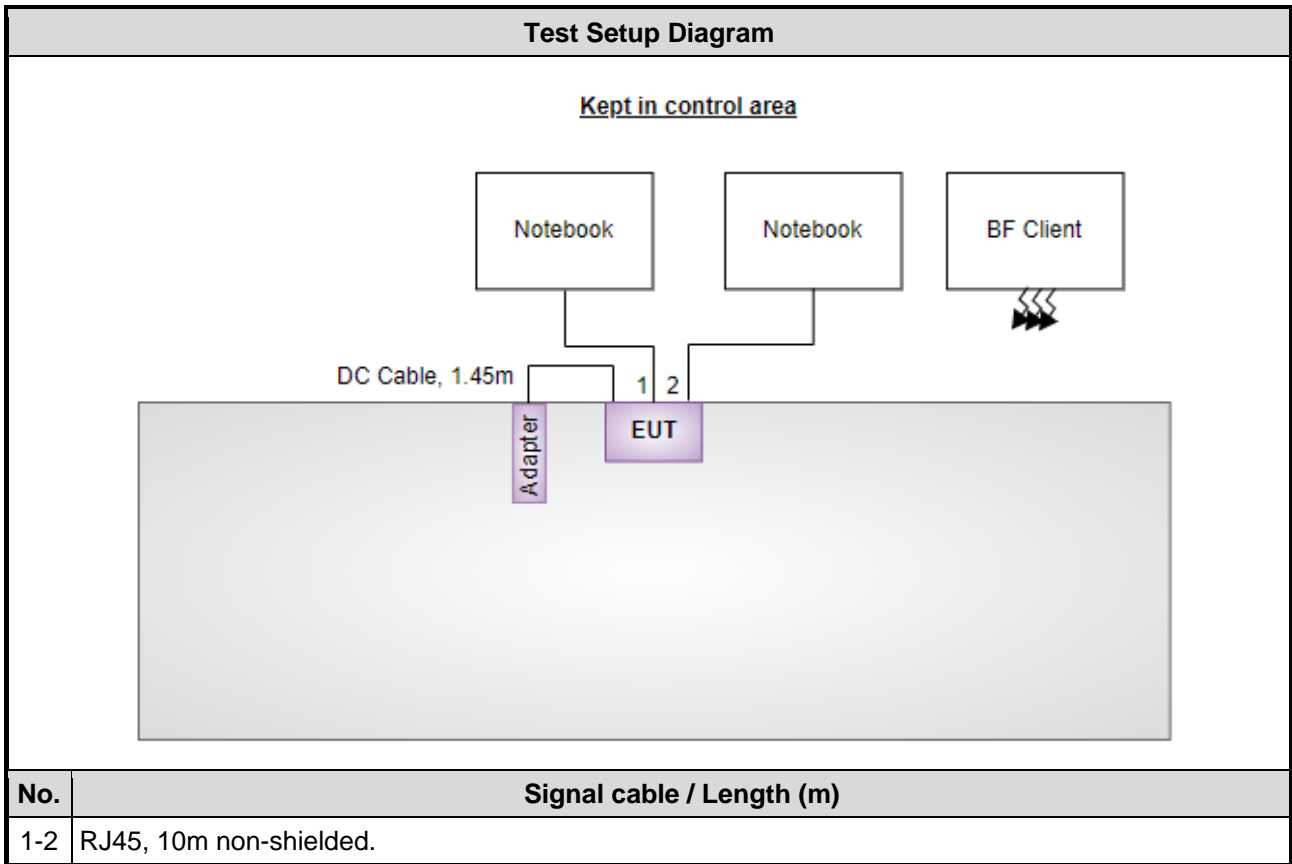 Test Setup Diagram
Kept in control area
Notebook
Notebook
BF Client
DC Cable, 1.45m
1
2
Adapter
EUT
No. Signal cable / Length (m)
1-2 RJ45, 10m non-shielded.